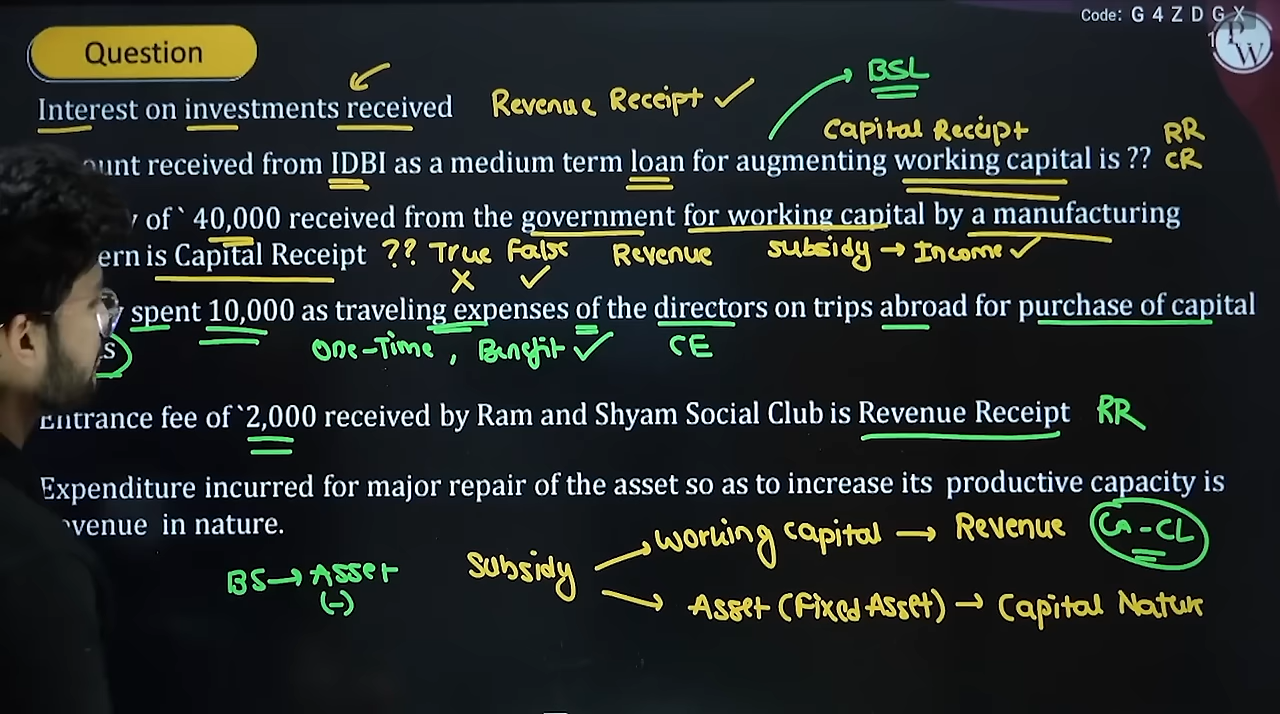 Code: G 4 Z D G X
PW
Question
Interest on investments received Revenue Receipt ✓
BSL
Capital Receipt RR
received from IDBI as a medium term loan for augmenting working capital is ?? CR
of ` 40,000 received from the government for working capital by a manufacturing
is Capital Receipt ?? True False Revenue Subsidy → Income ✓
X ✓
spent 10,000 as traveling expenses of the directors on trips abroad for purchase of capital
One-Time , Benefit ✓ CE
Entrance fee of `2,000 received by Ram and Shyam Social Club is Revenue Receipt RR
Expenditure incurred for major repair of the asset so as to increase its productive capacity is
in nature.
Working Capital → Revenue CA-CL
BS → Asset Subsidy
(-)
Asset (Fixed Asset) → Capital Nature